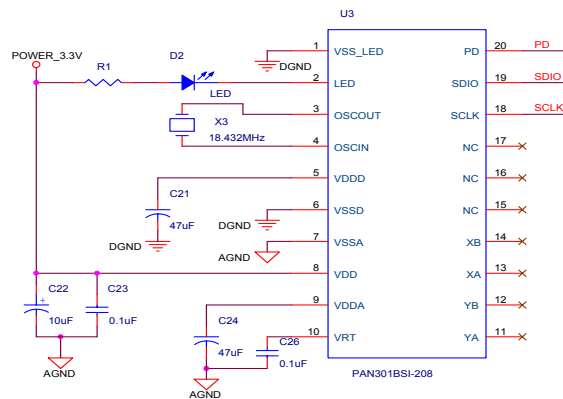 U3
POWER_3.3V
R1
D2
LED
1
VSS_LED
PD
20
PD
DGND
2
LED
SDIO
19
SDIO
3
OSCOUT
SCLK
18
SCLK
X3
18.432MHz
4
OSCIN
NC
17
5
VDDD
NC
16
C21
47uF
DGND
6
VSSD
NC
15
DGND
7
VSSA
XB
14
AGND
8
VDD
XA
13
C22
10uF
+
C23
0.1uF
AGND
9
VDDA
YB
12
C24
47uF
10
VRT
YA
11
C26
0.1uF
AGND
PAN301BSI-208